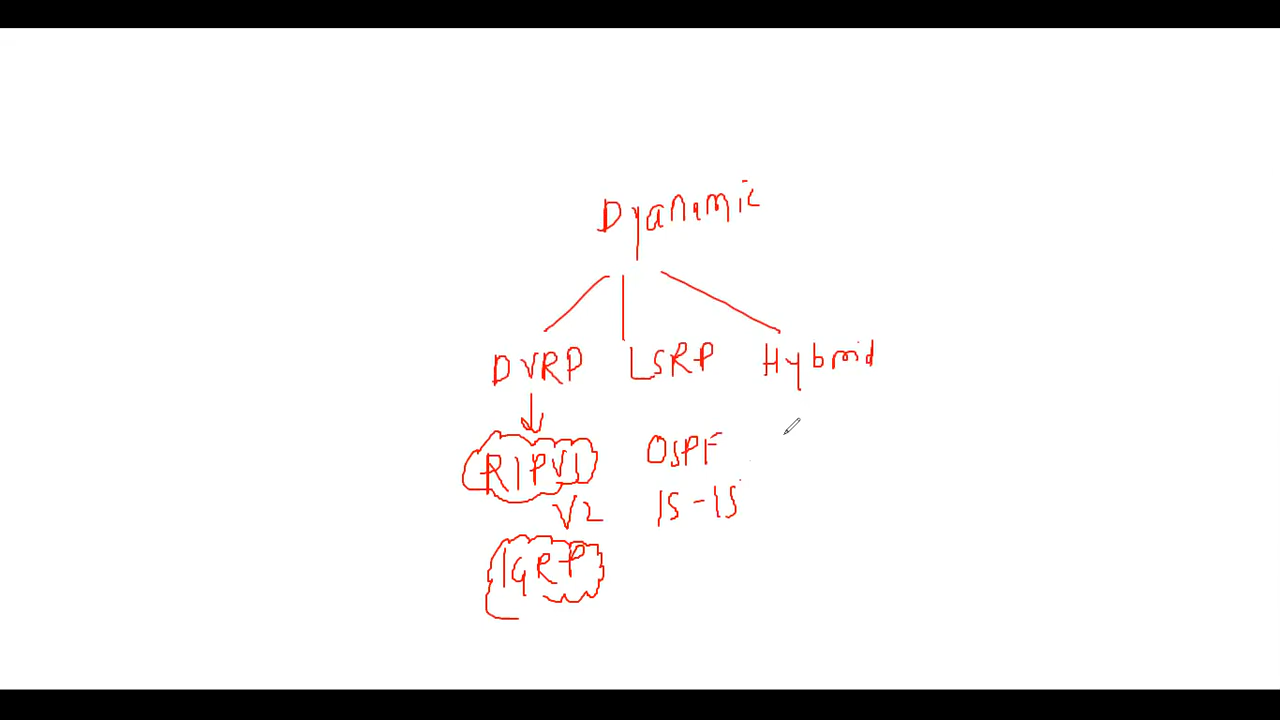 Dyanamic
DVRP LSRP Hybrid
RIPV1 OSPF
V2 IS-IS
IGRP